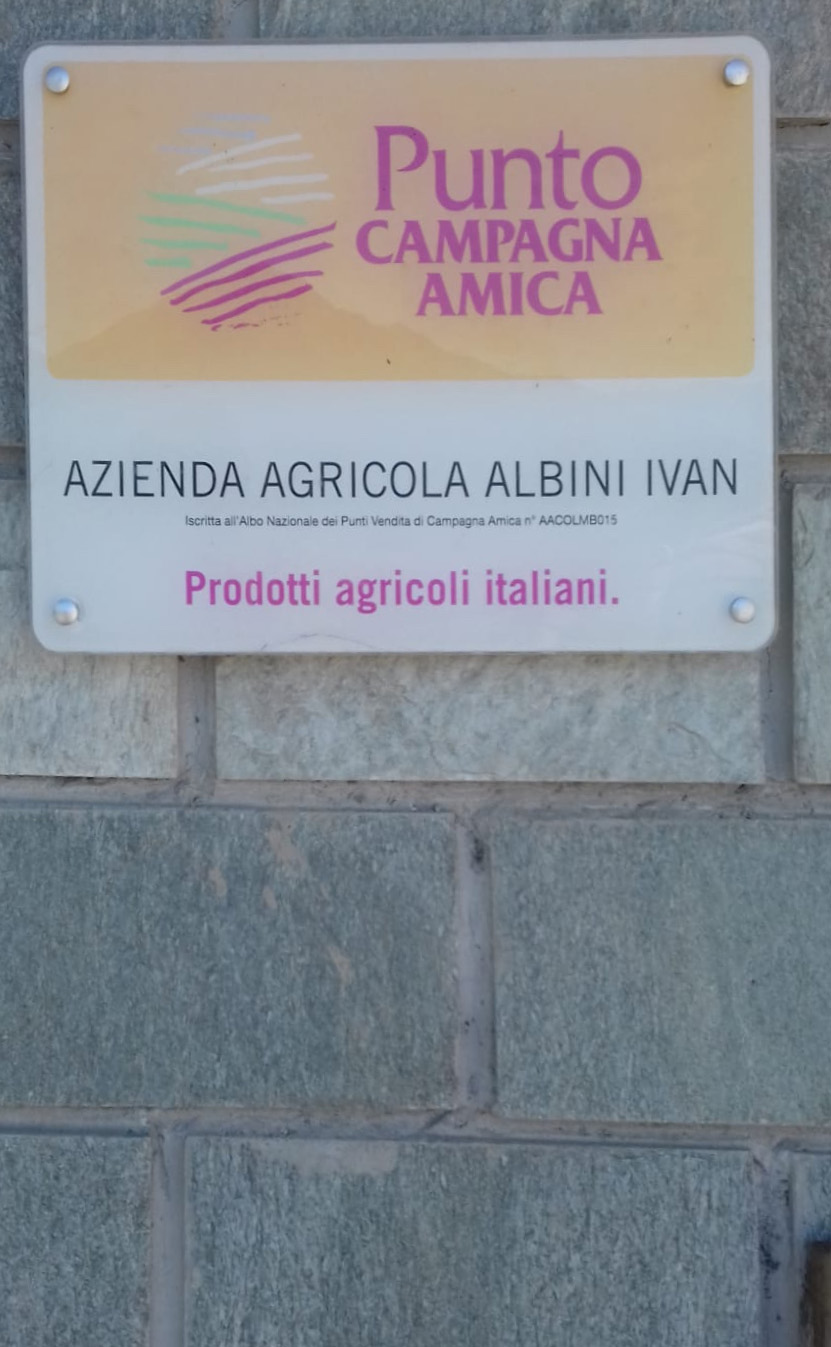 Punto
CAMPAGNA
AMICA
AZIENDA AGRICOLA ALBINI IVAN
Iscritta all'Albo Nazionale dei Punti Vendita di Campagna Amica n° AACOLMB015
Prodotti agricoli italiani.